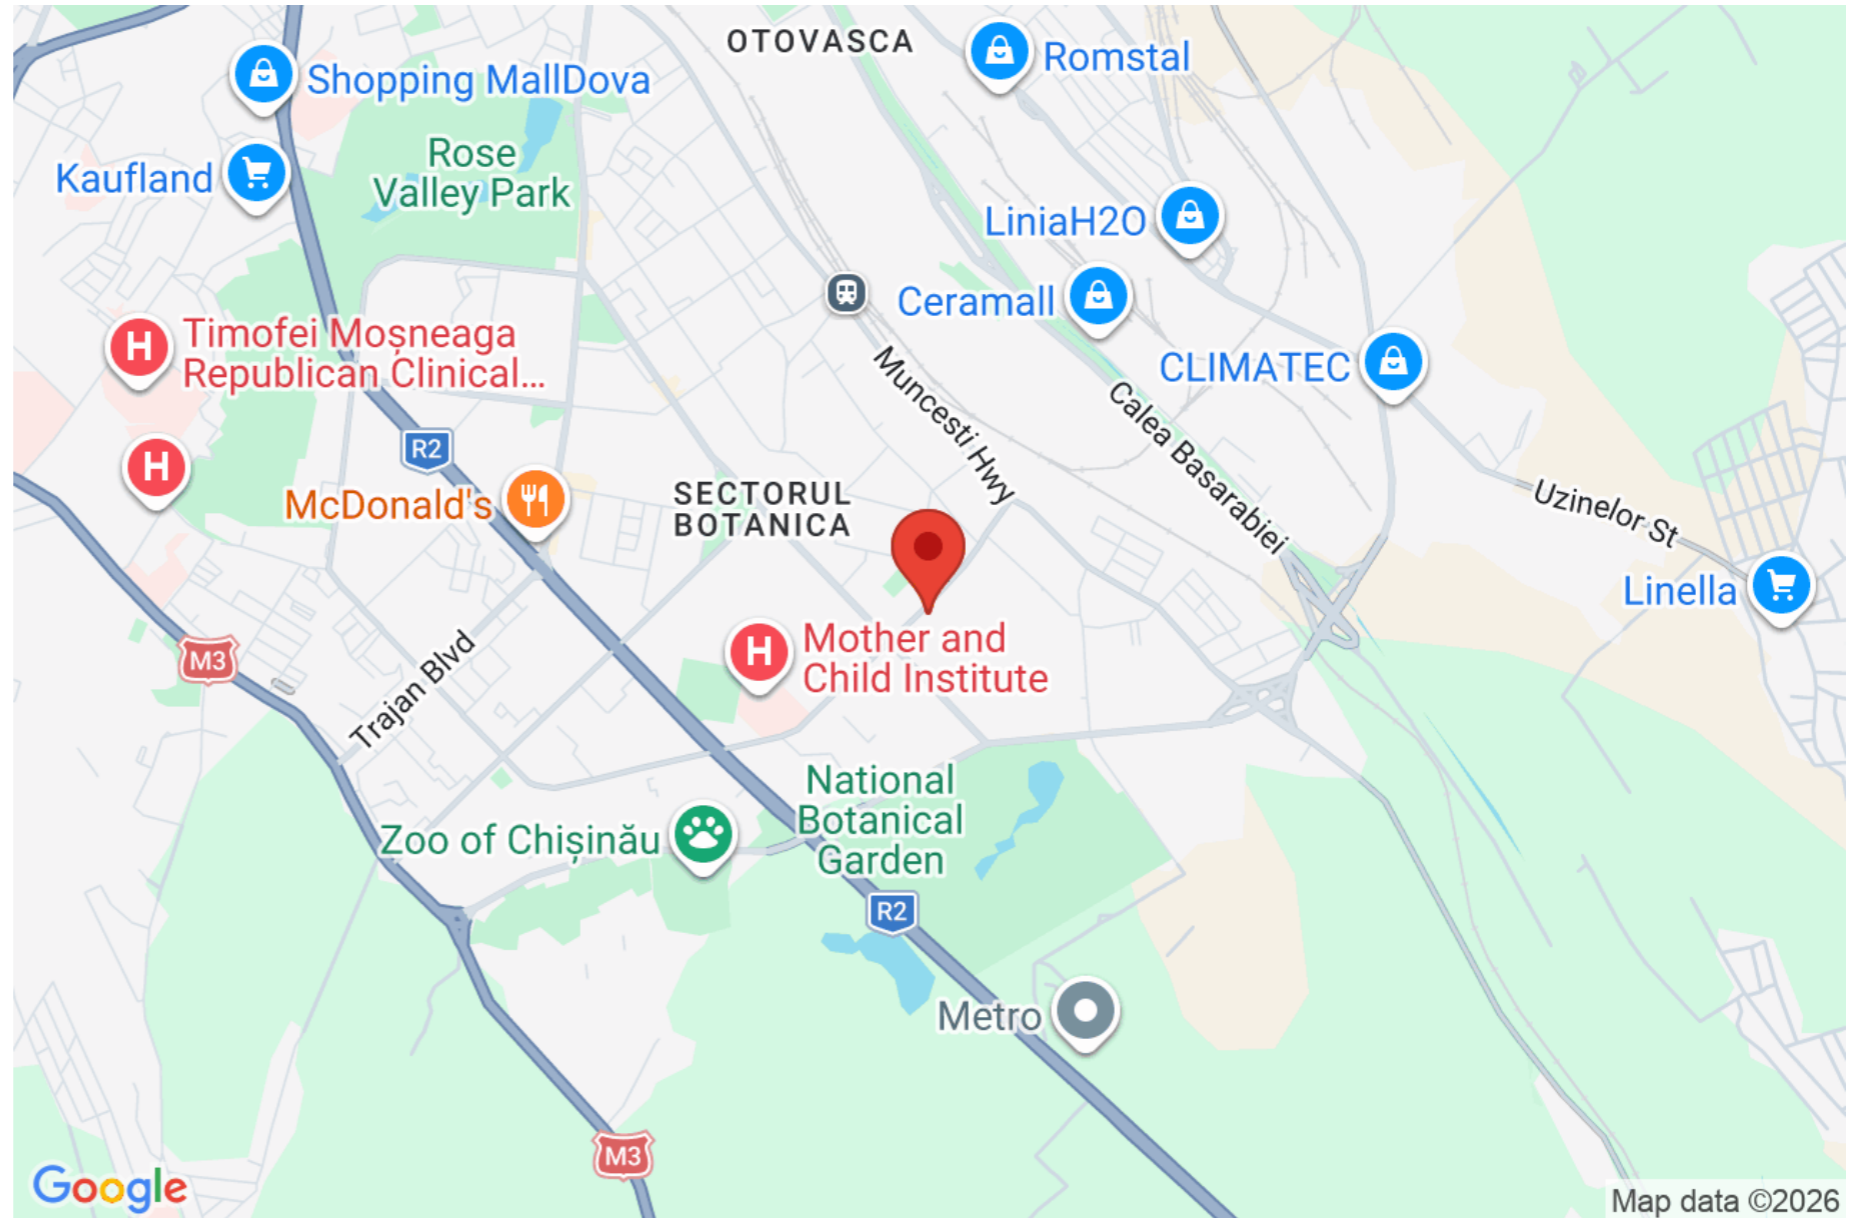 OTOVASCA
Romstal
Shopping MallDova
Rose
Valley Park
Kaufland
LiniaH2O
Ceramall
Timofei Moșneaga
Republican Clinical...
H
CLIMATEC
Muncesti Hwy
Calea Basarabiei
R2
H
McDonald's
SECTORUL
BOTANICA
Uzinelor St
Linella
Mother and
Child Institute
H
M3
Trajan Blvd
National
Botanical
Garden
Zoo of Chișinău
R2
Metro
M3
Google
Map data ©2026